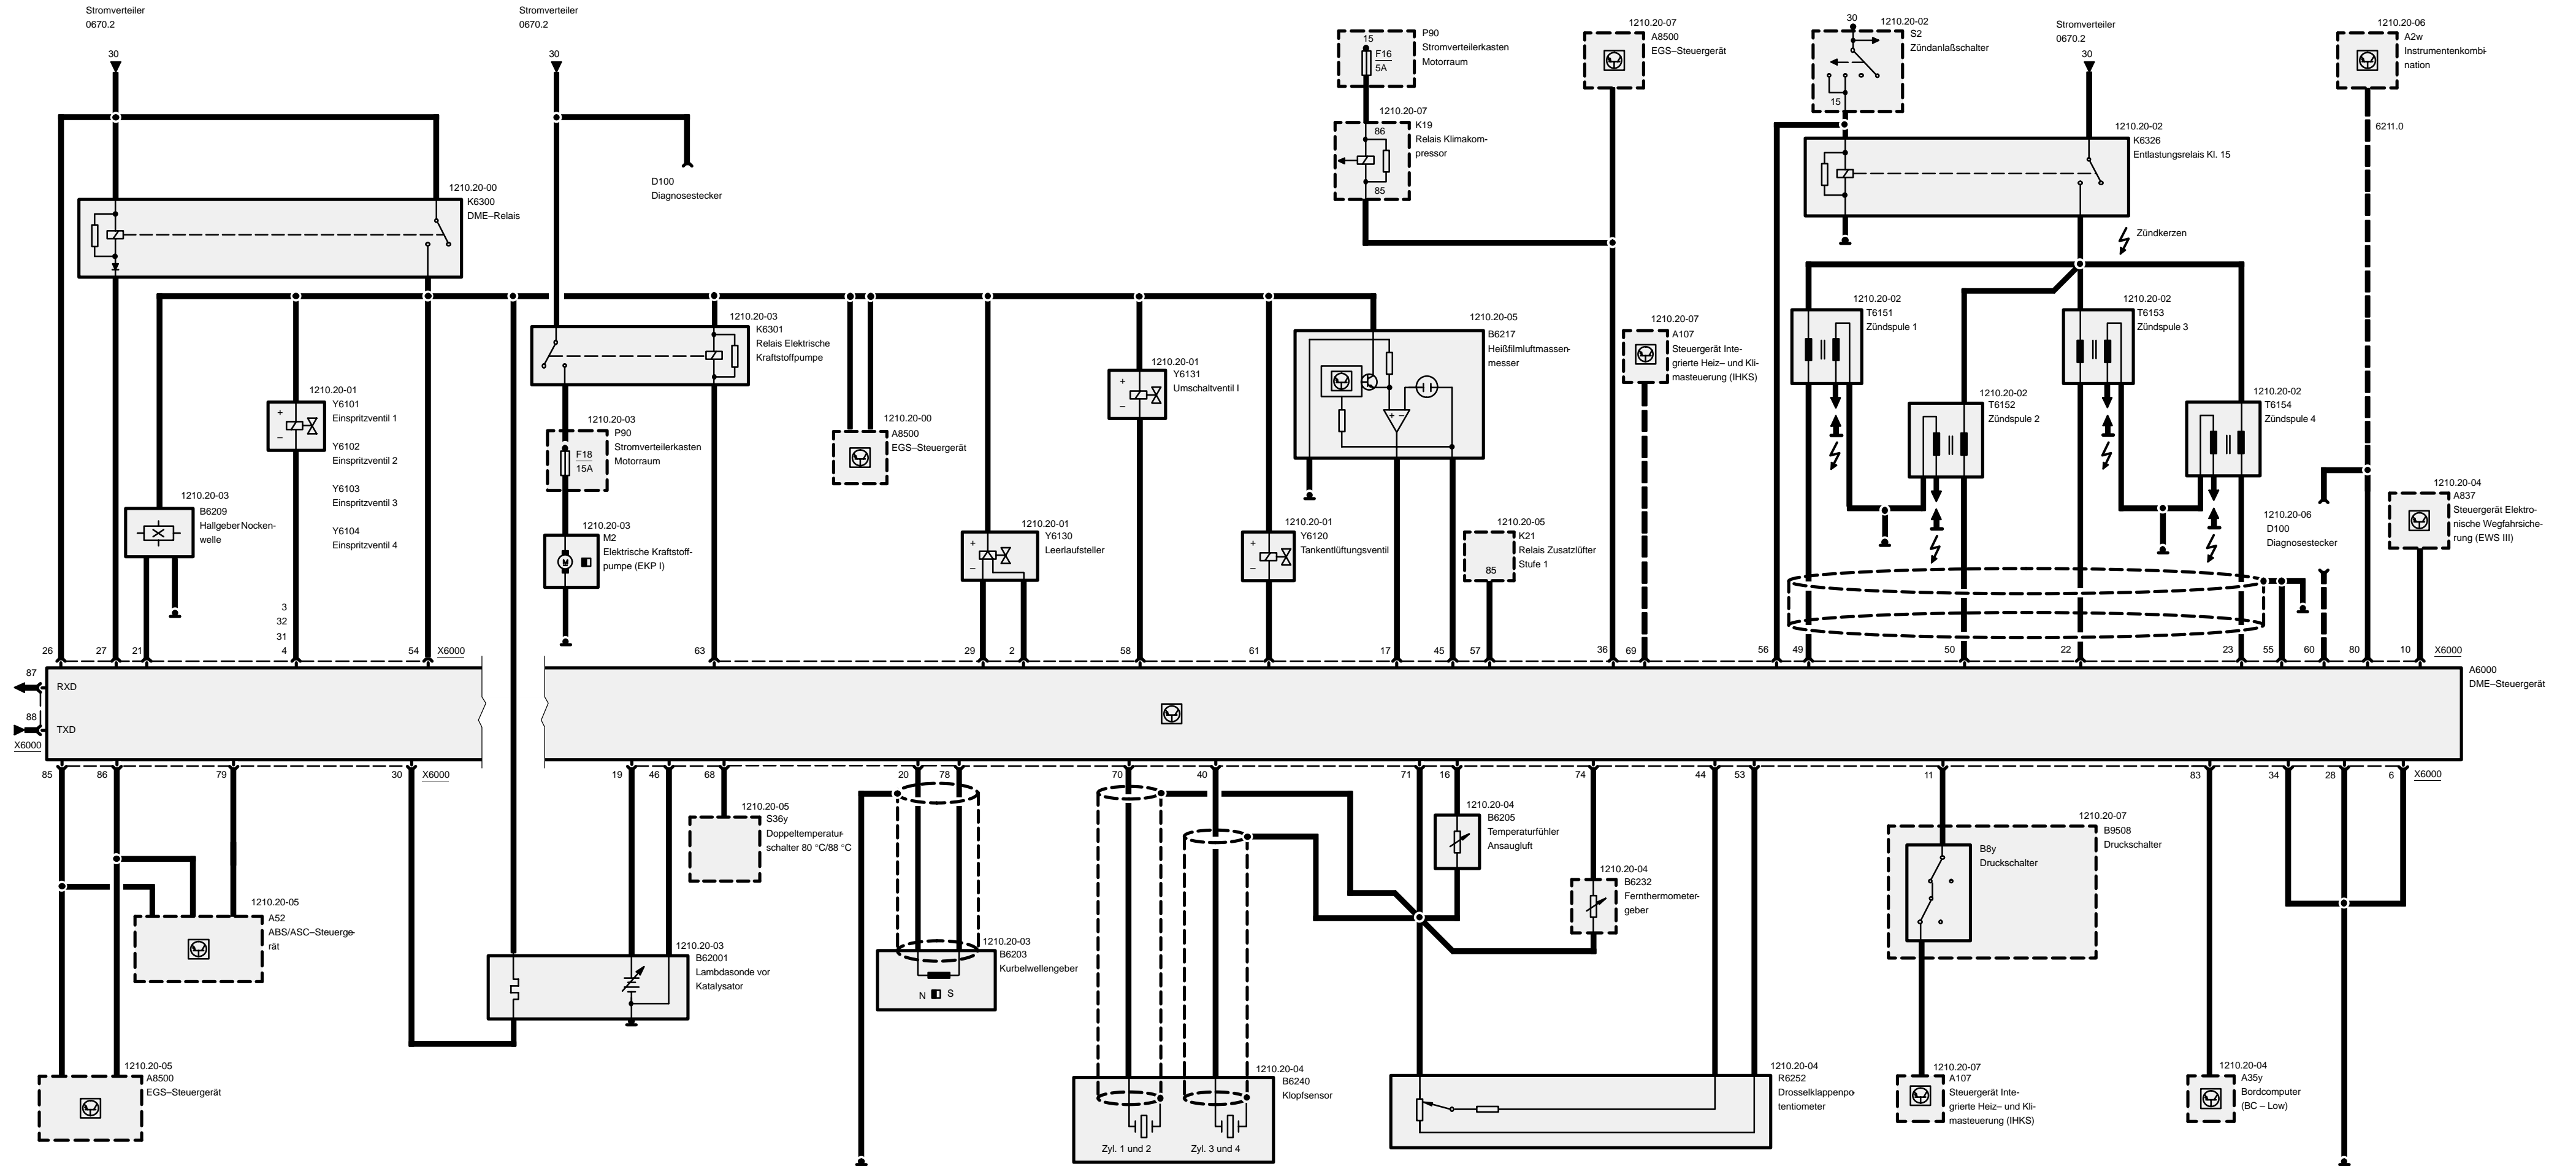 Stromverteiler
0670.2
30
Stromverteiler
0670.2
30
D100
Diagnosestecker
P90
Stromverteilerkasten
Motorraum
15
F16
5A
1210.20-07
K19
Relais Klimakom-
pressor
86
85
1210.20-07
A8500
EGS–Steuergerät
30
1210.20-02
S2
Zündanlaßschalter
15
Stromverteiler
0670.2
30
1210.20-02
K6326
Entlastungsrelais Kl. 15
Zündkerzen
1210.20-06
A2w
Instrumentenkombi-
nation
6211.0
1210.20-00
K6300
DME–Relais
1210.20-03
K6301
Relais Elektrische
Kraftstoffpumpe
1210.20-01
Y6101
Einspritzventil 1
Y6102
Einspritzventil 2
Y6103
Einspritzventil 3
Y6104
Einspritzventil 4
+
–
1210.20-03
B6209
Hallgeber Nocken-
welle
1210.20-03
P90
Stromverteilerkasten
Motorraum
F18
15A
1210.20-03
M2
Elektrische Kraftstoff-
pumpe (EKP I)
M
1210.20-00
A8500
EGS–Steuergerät
1210.20-01
Y6131
Umschaltventil I
+
–
1210.20-01
Y6130
Leerlaufsteller
+
–
1210.20-01
Y6120
Tankentlüftungsventil
+
–
1210.20-05
B6217
Heißfilmluftmassen-
messer
+ –
1210.20-05
K21
Relais Zusatzlüfter
Stufe 1
85
1210.20-07
A107
Steuergerät Inte-
grierte Heiz– und Kli-
masteuerung (IHKS)
1210.20-02
T6151
Zündspule 1
1210.20-02
T6152
Zündspule 2
1210.20-02
T6153
Zündspule 3
1210.20-02
T6154
Zündspule 4
1210.20-06
D100
Diagnosestecker
1210.20-04
A837
Steuergerät Elektro-
nische Wegfahrsiche-
rung (EWS III)
3
32
31
26 27 21 4 54 X6000 63 29 2 58 61 17 45 57 36 69 56 49 50 22 23 55 60 80 10 X6000
A6000
DME–Steuergerät
87
RXD
88
TXD
X6000
85 86 79 30 X6000 19 46 68 20 78 70 40 71 16 74 44 53 11 83 34 28 6 X6000
1210.20-05
A52
ABS/ASC–Steuerge-
rät
1210.20-05
A8500
EGS–Steuergerät
1210.20-03
B62001
Lambdasonde vor
Katalysator
1210.20-05
S36y
Doppeltemperatur-
schalter 80 °C/88 °C
1210.20-03
B6203
Kurbelwellengeber
N S
1210.20-04
B6240
Klopfsensor
Zyl. 1 und 2 Zyl. 3 und 4
1210.20-04
B6205
Temperaturfühler
Ansaugluft
1210.20-04
B6232
Fernthermometer-
geber
1210.20-04
R6252
Drosselklappenpo-
tentiometer
1210.20-07
B9508
Druckschalter
B8y
Druckschalter
1210.20-07
A107
Steuergerät Inte-
grierte Heiz– und Kli-
masteuerung (IHKS)
1210.20-04
A35y
Bordcomputer
(BC – Low)